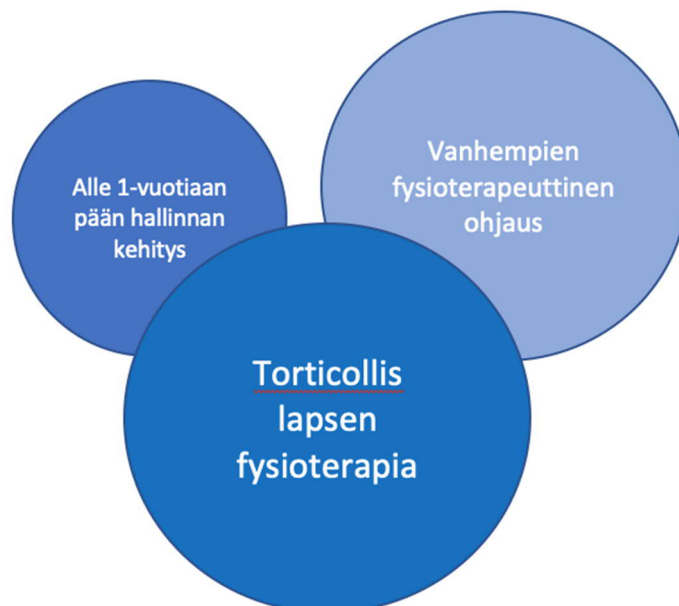 Alle 1-vuotiaan
pään hallinnan
kehitys
Vanhempien
fysioterapeuttinen
ohjaus
Torticollis
lapsen
fysioterapia